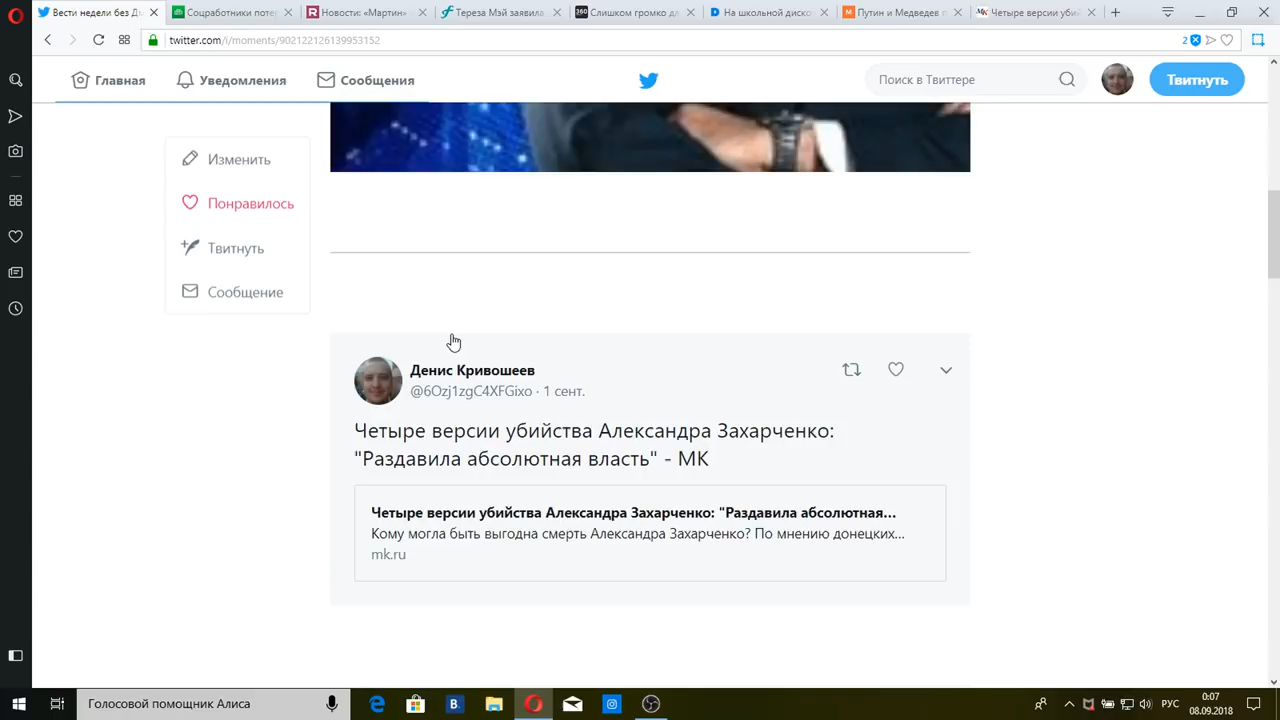 Вести недели без Д
Соцработники поте
Новости: «Мартин»
Тереза Мэй заявила
Слишком громко дл
На школьной диско
Путин и Медведев п
Четыре версии уби
twitter.com/i/moments/902122126139953152
2
Главная
Уведомления
Сообщения
Поиск в Твиттере
Твитнуть
Изменить
Понравилось
Твитнуть
Сообщение
Денис Кривошеев
@6Ozj1zgC4XFGixo · 1 сент.
Четыре версии убийства Александра Захарченко:
"Раздавила абсолютная власть" - МК
Четыре версии убийства Александра Захарченко: "Раздавила абсолютная...
Кому могла быть выгодна смерть Александра Захарченко? По мнению донецких...
mk.ru
Голосовой помощник Алиса
РУС
0:07
08.09.2018